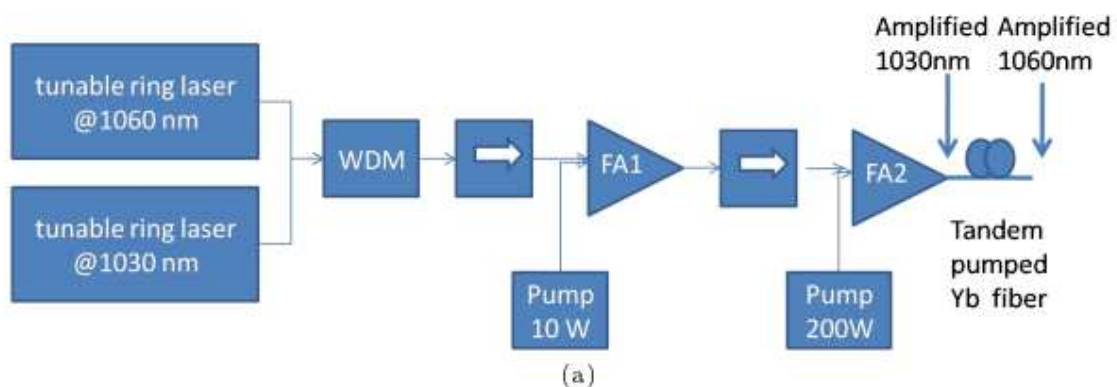 Amplified Amplified
1030nm 1060nm
tunable ring laser
@1060 nm
WDM
FA1
FA2
tunable ring laser
@1030 nm
Pump
10 W
Pump
200W
Tandem
pumped
Yb fiber
(a)